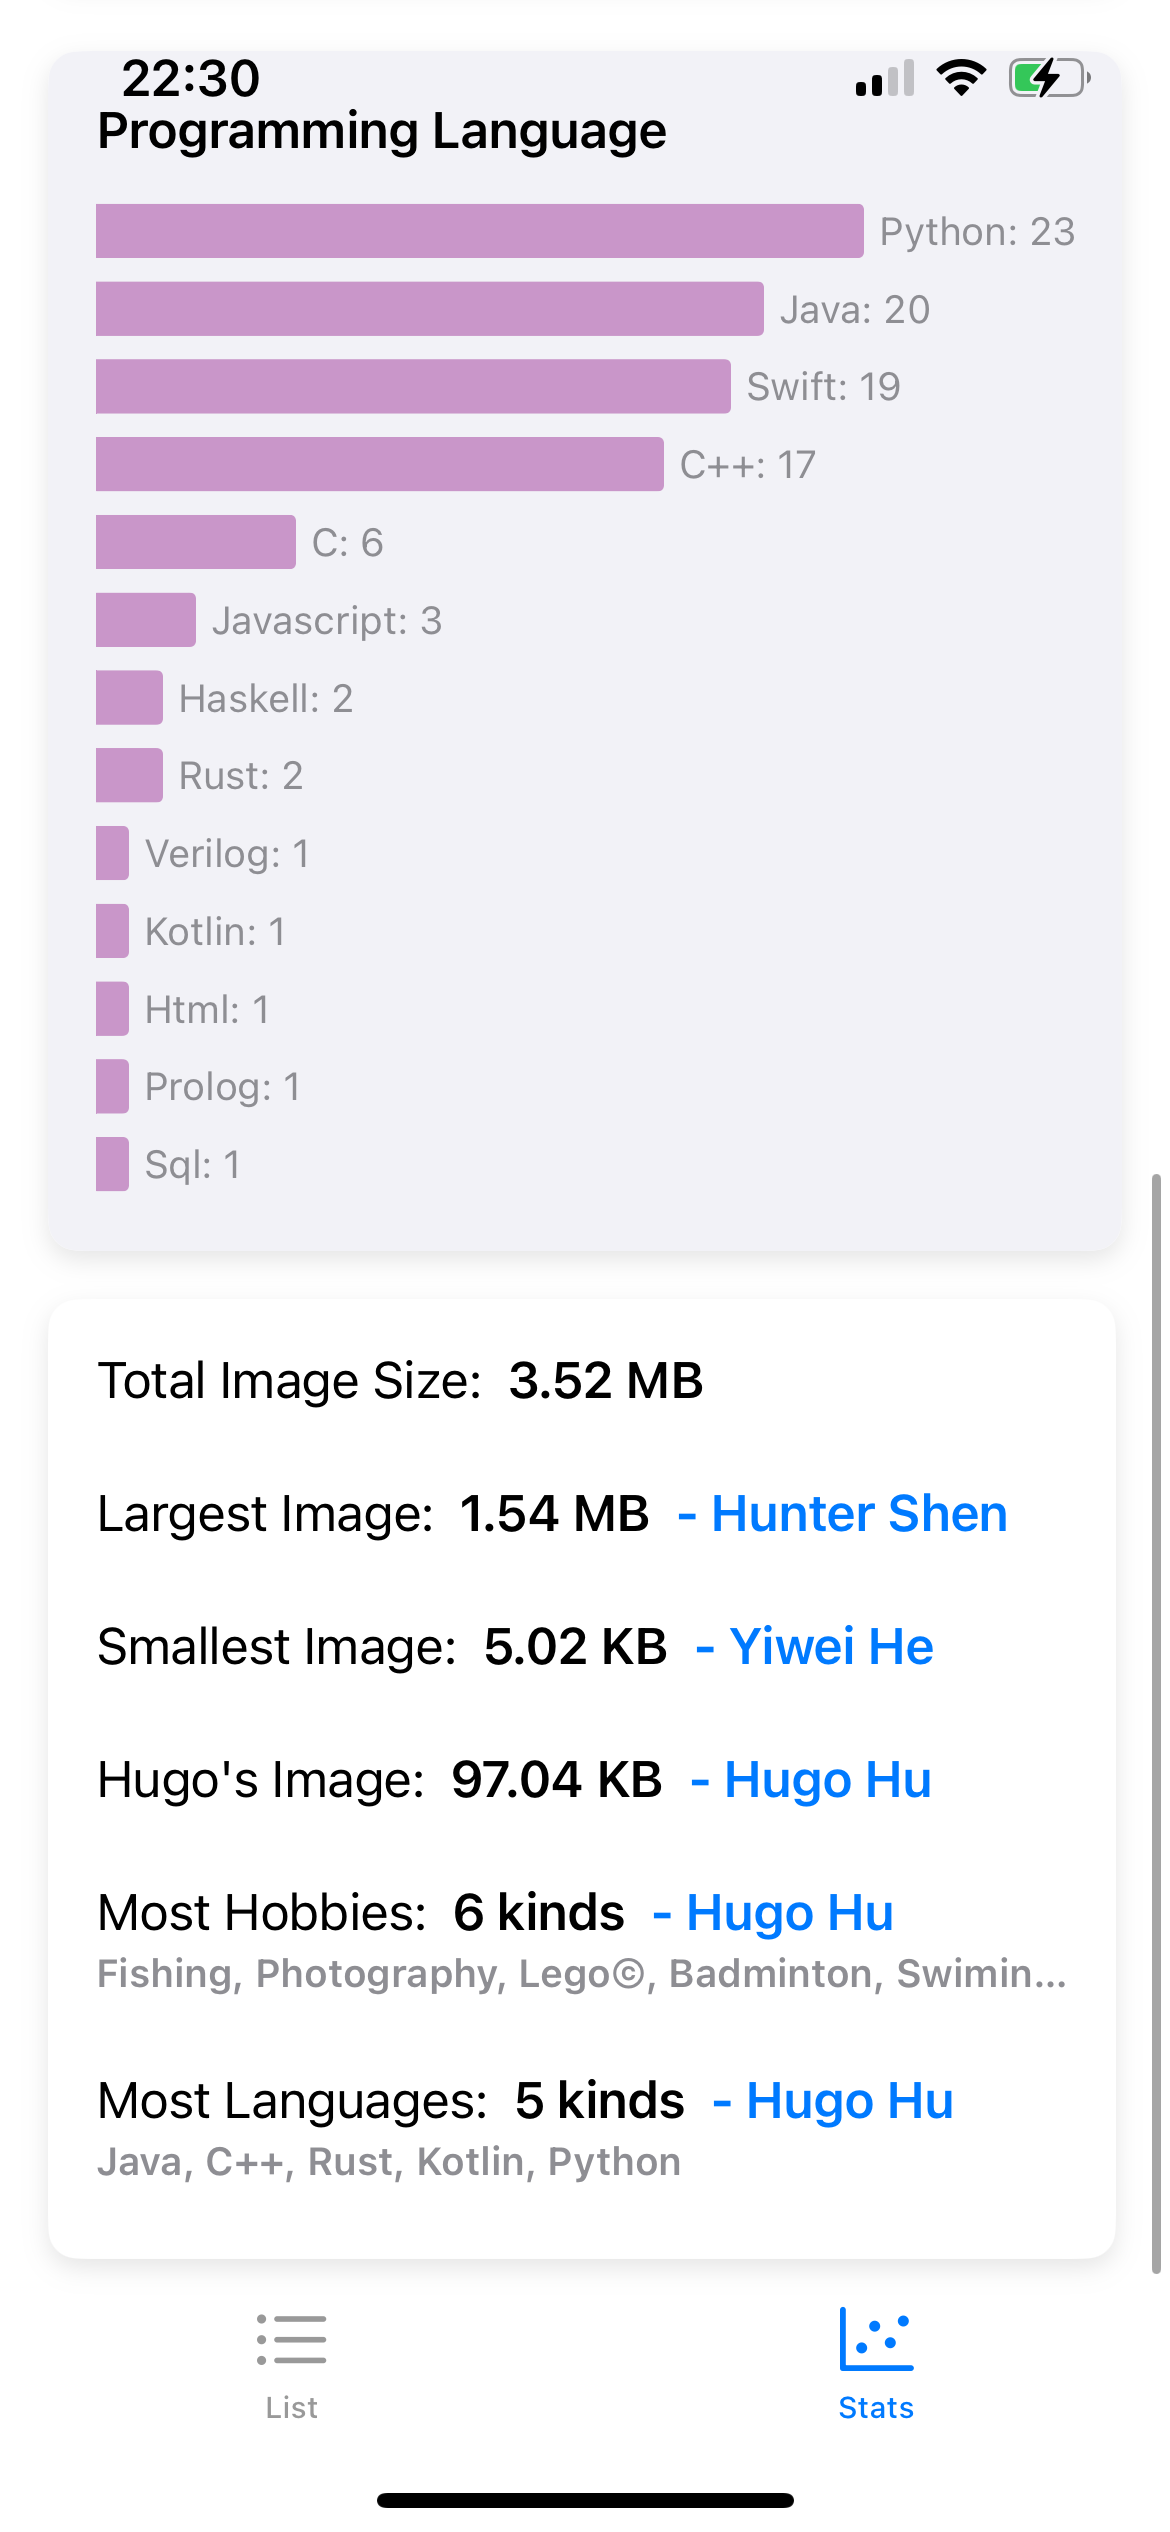 22:30
Programming Language
Python: 23
Java: 20
Swift: 19
C++: 17
C: 6
Javascript: 3
Haskell: 2
Rust: 2
Verilog: 1
Kotlin: 1
Html: 1
Prolog: 1
Sql: 1
Total Image Size: 3.52 MB
Largest Image: 1.54 MB - Hunter Shen
Smallest Image: 5.02 KB - Yiwei He
Hugo's Image: 97.04 KB - Hugo Hu
Most Hobbies: 6 kinds - Hugo Hu
Fishing, Photography, Lego©, Badminton, Swimin...
Most Languages: 5 kinds - Hugo Hu
Java, C++, Rust, Kotlin, Python
List
Stats